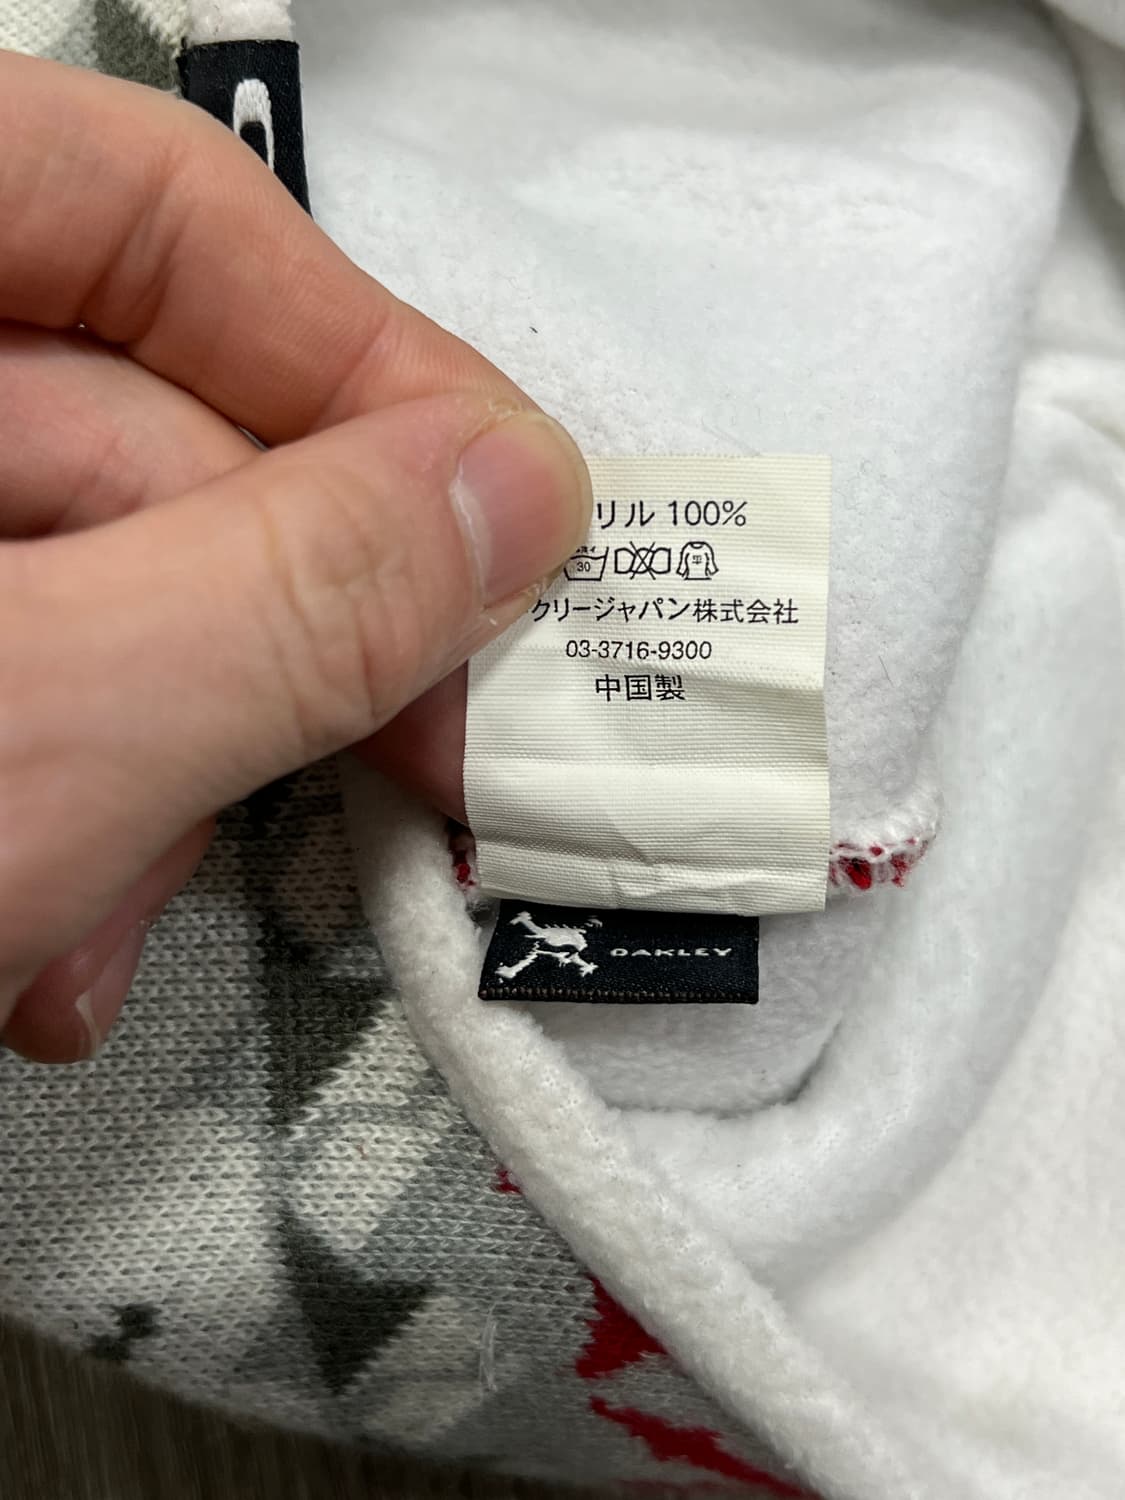 リル 100%
30
平
クリージャパン株式会社
03-3716-9300
中国製
OAKLEY